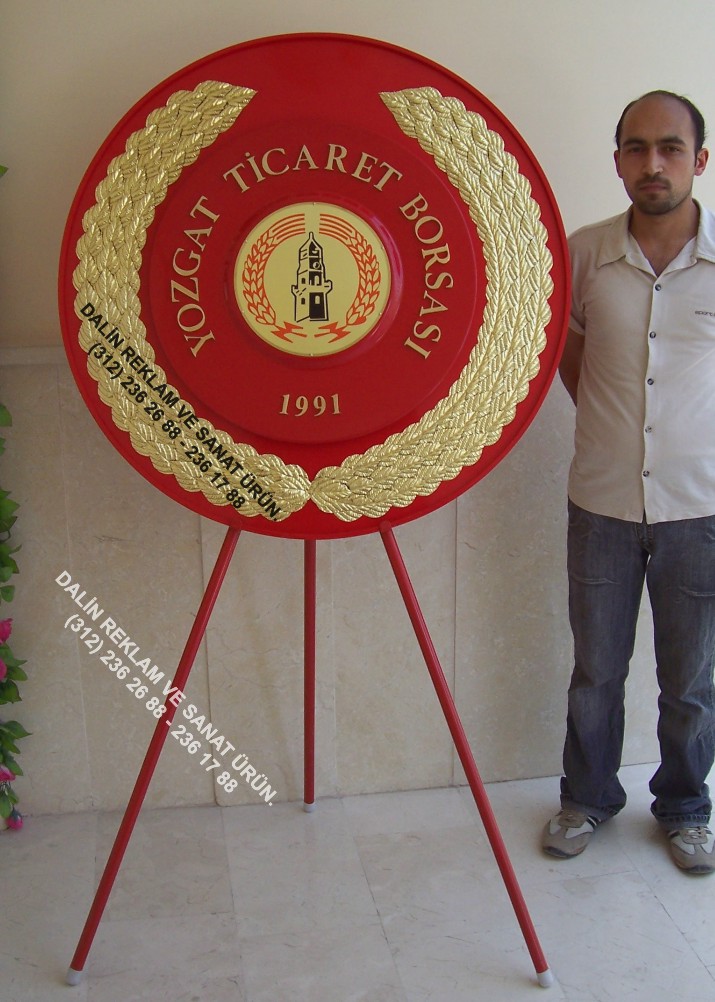 YOZGAT TİCARET BORSASI
1991
DALİN REKLAM VE SANAT ÜRÜN.
(312) 236 26 88 - 236 17 88
DALİN REKLAM VE SANAT ÜRÜN.
(312) 236 26 88 - 236 17 88